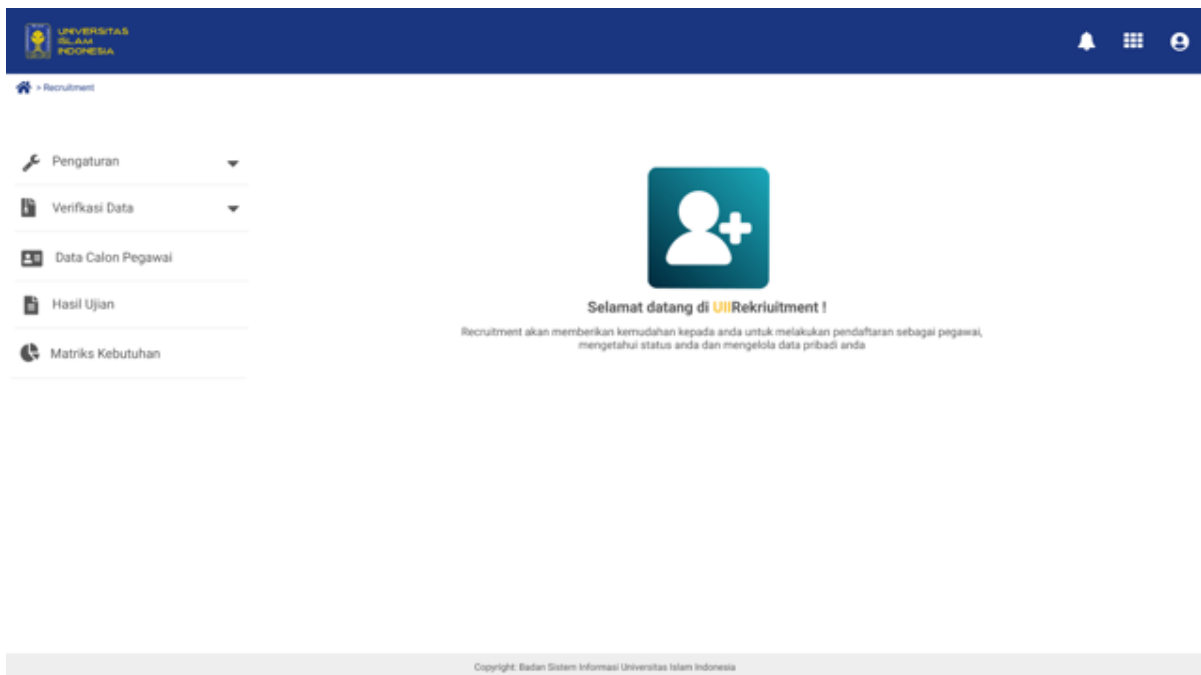 UNIVERSITAS
ISLAM
INDONESIA
> Recruitment
Pengaturan
Verifkasi Data
Data Calon Pegawai
Hasil Ujian
Matriks Kebutuhan
Selamat datang di UIIRekriuitment !
Recruitment akan memberikan kemudahan kepada anda untuk melakukan pendaftaran sebagai pegawai,
mengetahui status anda dan mengelola data pribadi anda
Copyright: Badan Sistem Informasi Universitas Islam Indonesia